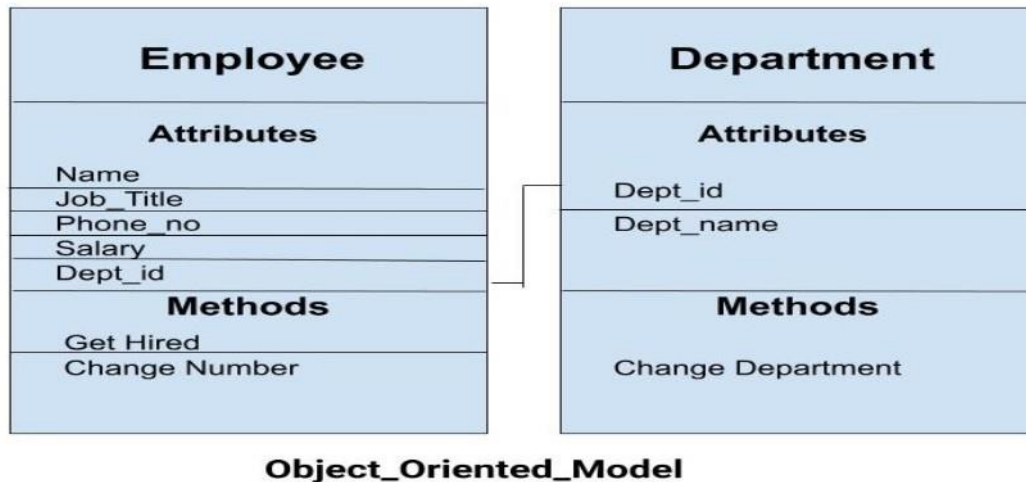 Employee
Attributes
Name
Job_Title
Phone_no
Salary
Dept_id
Methods
Get Hired
Change Number
Department
Attributes
Dept_id
Dept_name
Methods
Change Department
Object_Oriented_Model